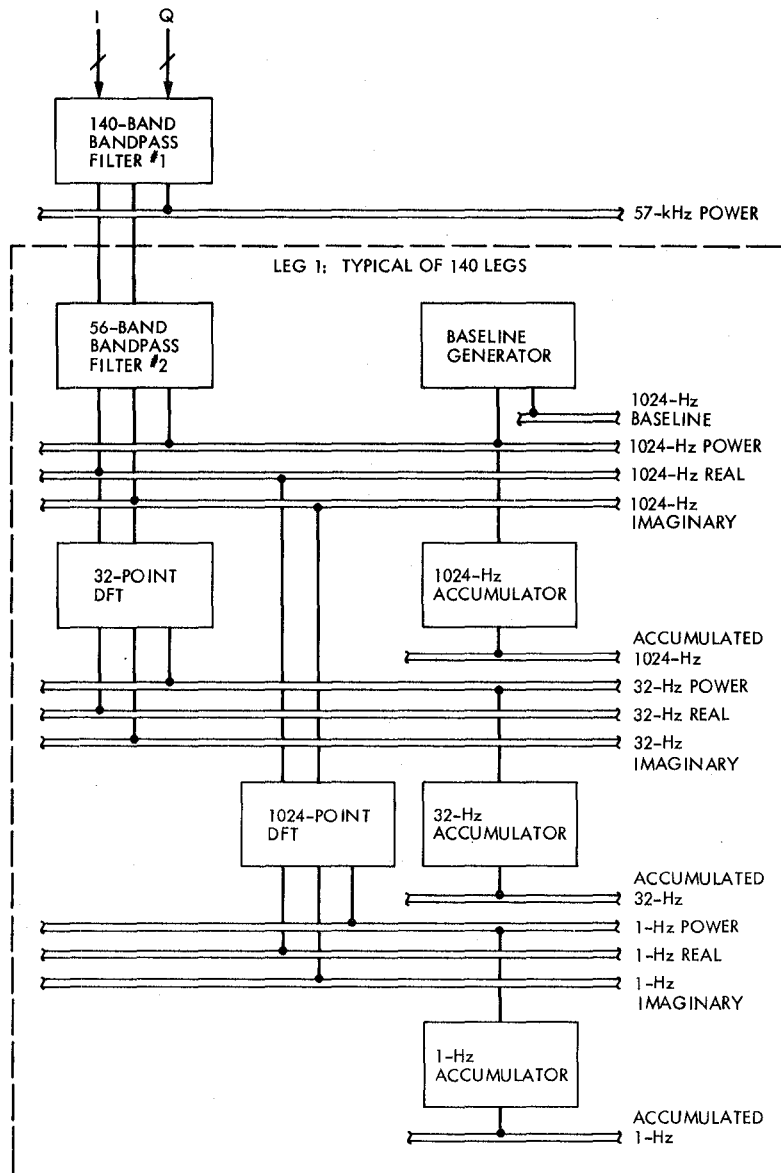 I
Q
140-BAND
BANDPASS
FILTER #1
57-kHz POWER
LEG 1: TYPICAL OF 140 LEGS
56-BAND
BANDPASS
FILTER #2
BASELINE
GENERATOR
1024-Hz
BASELINE
1024-Hz POWER
1024-Hz REAL
1024-Hz
IMAGINARY
32-POINT
DFT
1024-Hz
ACCUMULATOR
ACCUMULATED
1024-Hz
32-Hz POWER
32-Hz REAL
32-Hz
IMAGINARY
1024-POINT
DFT
32-Hz
ACCUMULATOR
ACCUMULATED
32-Hz
1-Hz POWER
1-Hz REAL
1-Hz
IMAGINARY
1-Hz
ACCUMULATOR
ACCUMULATED
1-Hz